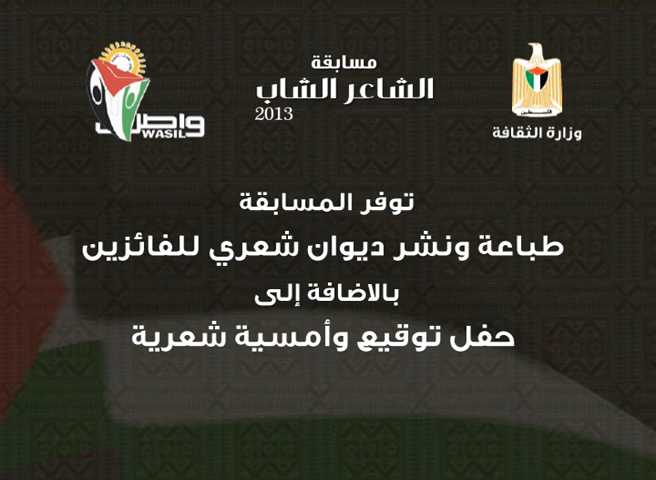 مسابقة
الشاعر الشاب
2013
واصل
WASIL
فلسطين
وزارة الثقافة
توفر المسابقة
طباعة ونشر ديوان شعري للفائزين
بالاضافة إلى
حفل توقيع وأمسية شعرية